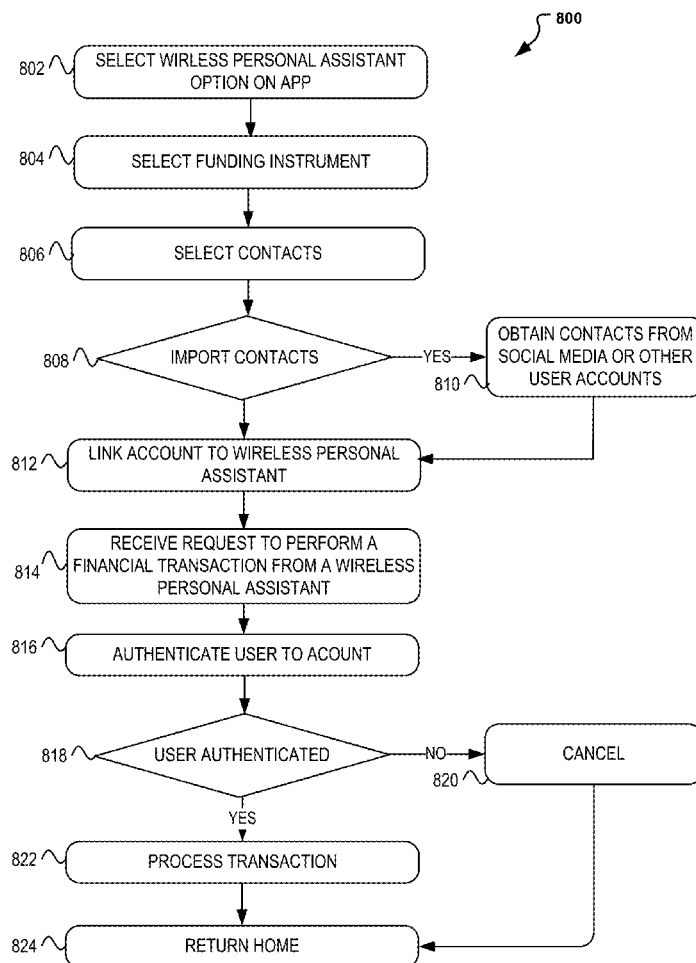 800
802
SELECT WIRLESS PERSONAL ASSISTANT
OPTION ON APP
804
SELECT FUNDING INSTRUMENT
806
SELECT CONTACTS
808
IMPORT CONTACTS
YES
810
OBTAIN CONTACTS FROM
SOCIAL MEDIA OR OTHER
USER ACCOUNTS
812
LINK ACCOUNT TO WIRELESS PERSONAL
ASSISTANT
814
RECEIVE REQUEST TO PERFORM A
FINANCIAL TRANSACTION FROM A WIRELESS
PERSONAL ASSISTANT
816
AUTHENTICATE USER TO ACOUNT
818
USER AUTHENTICATED
NO
820
CANCEL
YES
822
PROCESS TRANSACTION
824
RETURN HOME